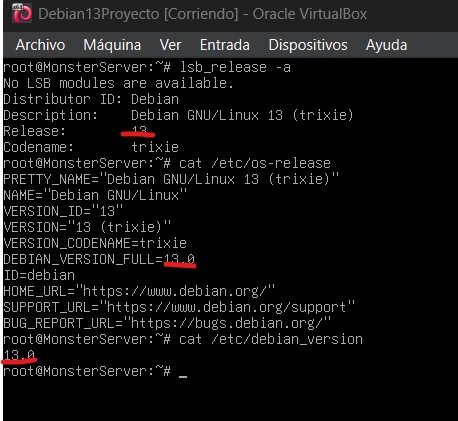 Debian13Proyecto [Corriendo] - Oracle VirtualBox
Archivo Máquina Ver Entrada Dispositivos Ayuda
root@MonsterServer:~# lsb_release -a
No LSB modules are available.
Distributor ID: Debian
Description: Debian GNU/Linux 13 (trixie)
Release: 13
Codename: trixie
root@MonsterServer:~# cat /etc/os-release
PRETTY_NAME="Debian GNU/Linux 13 (trixie)"
NAME="Debian GNU/Linux"
VERSION_ID="13"
VERSION="13 (trixie)"
VERSION_CODENAME=trixie
DEBIAN_VERSION_FULL=13.0
ID=debian
HOME_URL="https://www.debian.org/"
SUPPORT_URL="https://www.debian.org/support"
BUG_REPORT_URL="https://bugs.debian.org/"
root@MonsterServer:~# cat /etc/debian_version
13.0
root@MonsterServer:~# _